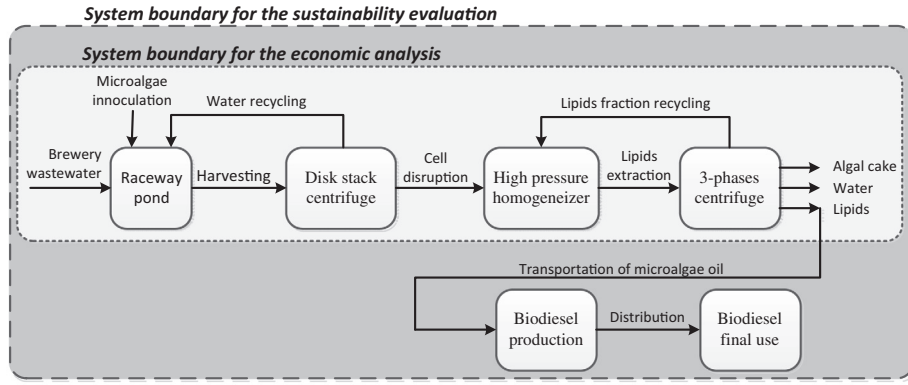 System boundary for the sustainability evaluation
System boundary for the economic analysis
Microalgae
innoculation
Water recycling
Lipids fraction recycling
Brewery
wastewater
Raceway
pond
Harvesting
Disk stack
centrifuge
Cell
disruption
High pressure
homogeneizer
Lipids
extraction
3-phases
centrifuge
Algal cake
Water
Lipids
Transportation of microalgae oil
Biodiesel
production
Distribution
Biodiesel
final use